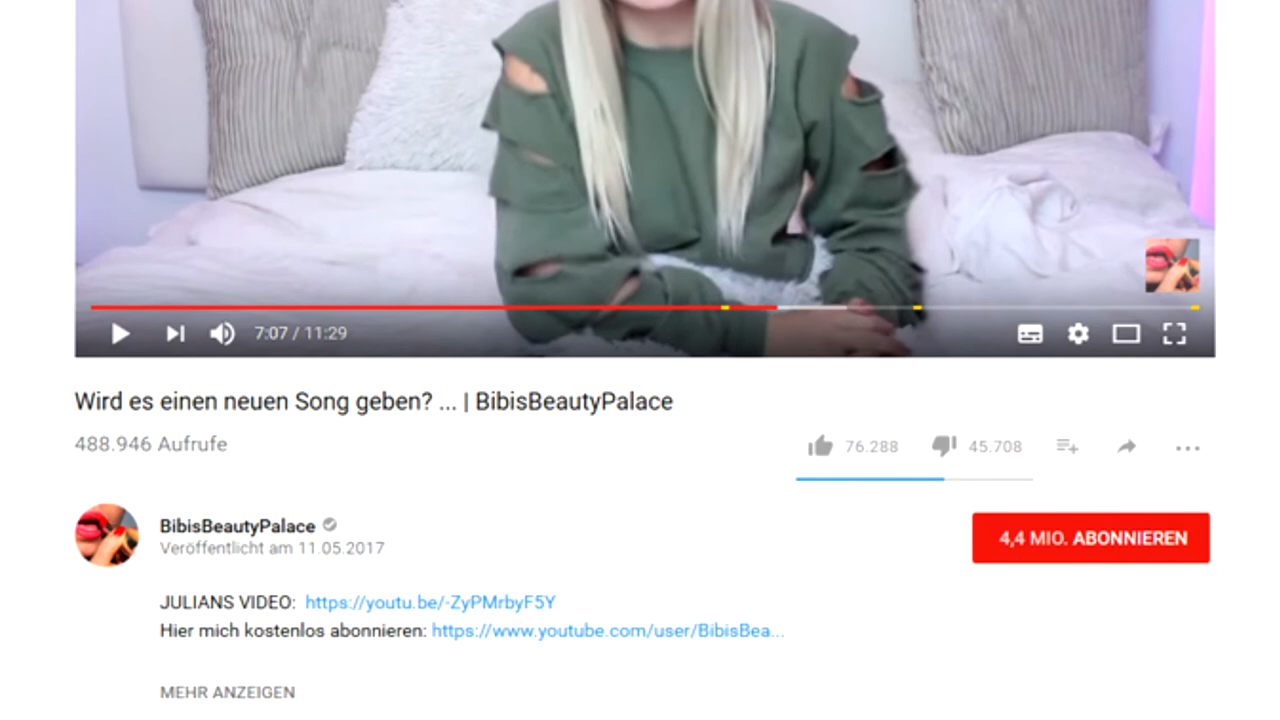 7:07 / 11:29
Wird es einen neuen Song geben? ... | BibisBeautyPalace
488.946 Aufrufe
76.288 45.708
BibisBeautyPalace
Veröffentlicht am 11.05.2017
4,4 MIO. ABONNIEREN
JULIANS VIDEO: https://youtu.be/-ZyPMrbyF5Y
Hier mich kostenlos abonnieren: https://www.youtube.com/user/BibisBea...
MEHR ANZEIGEN